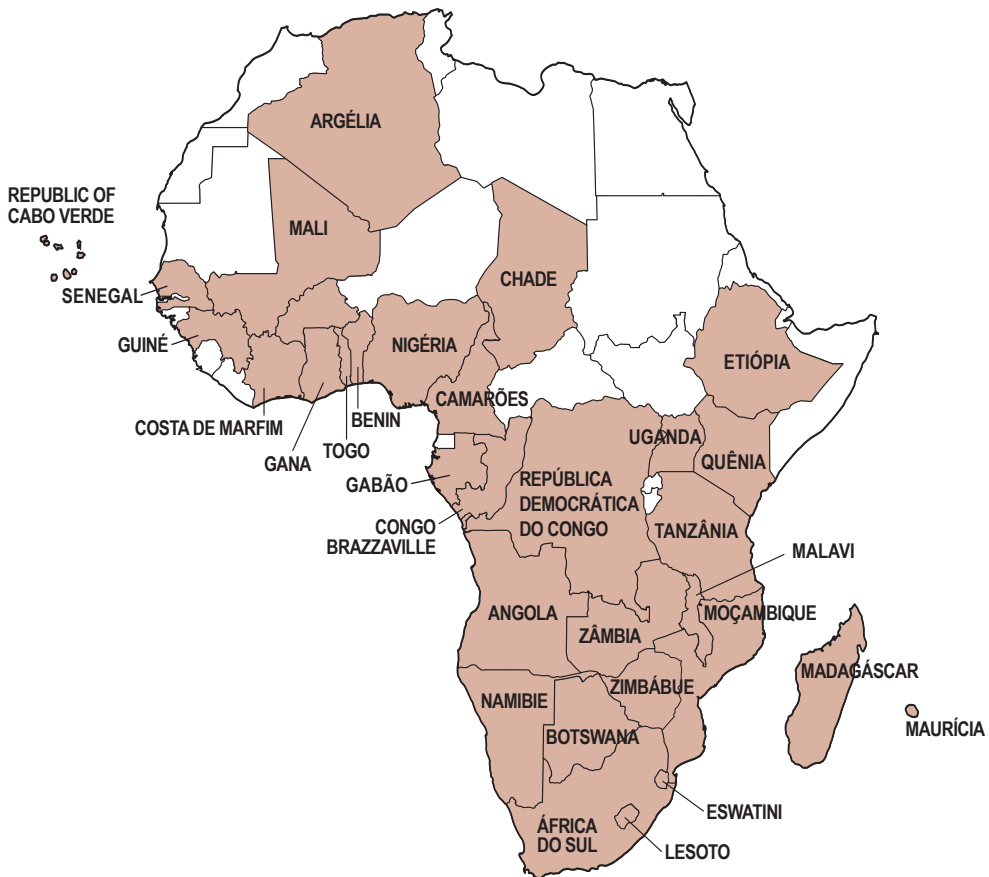 ARGÉLIA
REPUBLIC OF
CABO VERDE
MALI
CHADE
SENEGAL
GUINÉ
NIGÉRIA
ETIÓPIA
CAMARÕES
BENIN
COSTA DE MARFIM
TOGO
GANA
UGANDA
QUÊNIA
GABÃO
REPÚBLICA
DEMOCRÁTICA
DO CONGO
CONGO
BRAZZAVILLE
TANZÂNIA
MALAVI
ANGOLA
MOÇAMBIQUE
ZÂMBIA
MADAGÁSCAR
ZIMBÁBUE
NAMIBIE
MAURÍCIA
BOTSWANA
ESWATINI
ÁFRICA
DO SUL
LESOTO